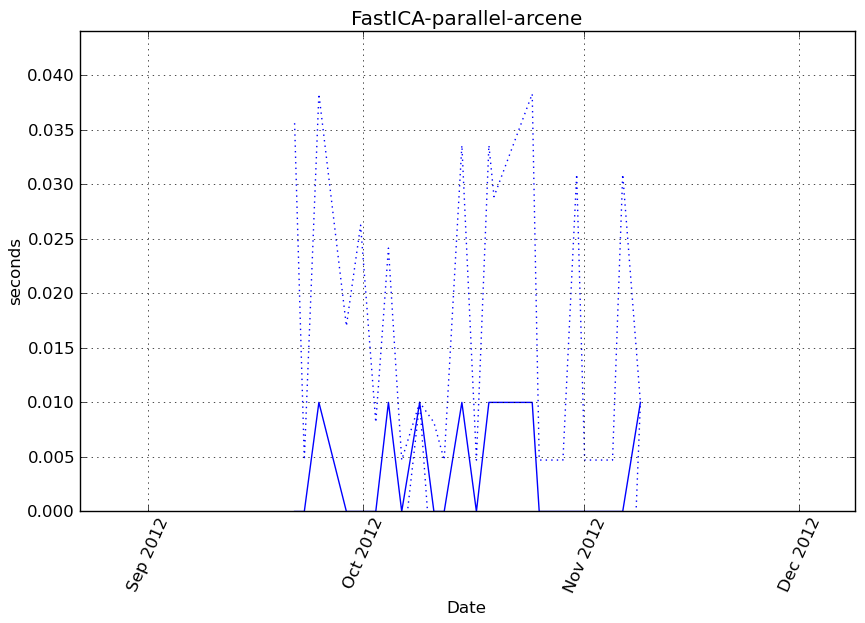 FastICA-parallel-arcene
0.040
0.035
0.030
0.025
0.020
0.015
0.010
0.005
0.000
seconds
Sep 2012
Oct 2012
Nov 2012
Dec 2012
Date